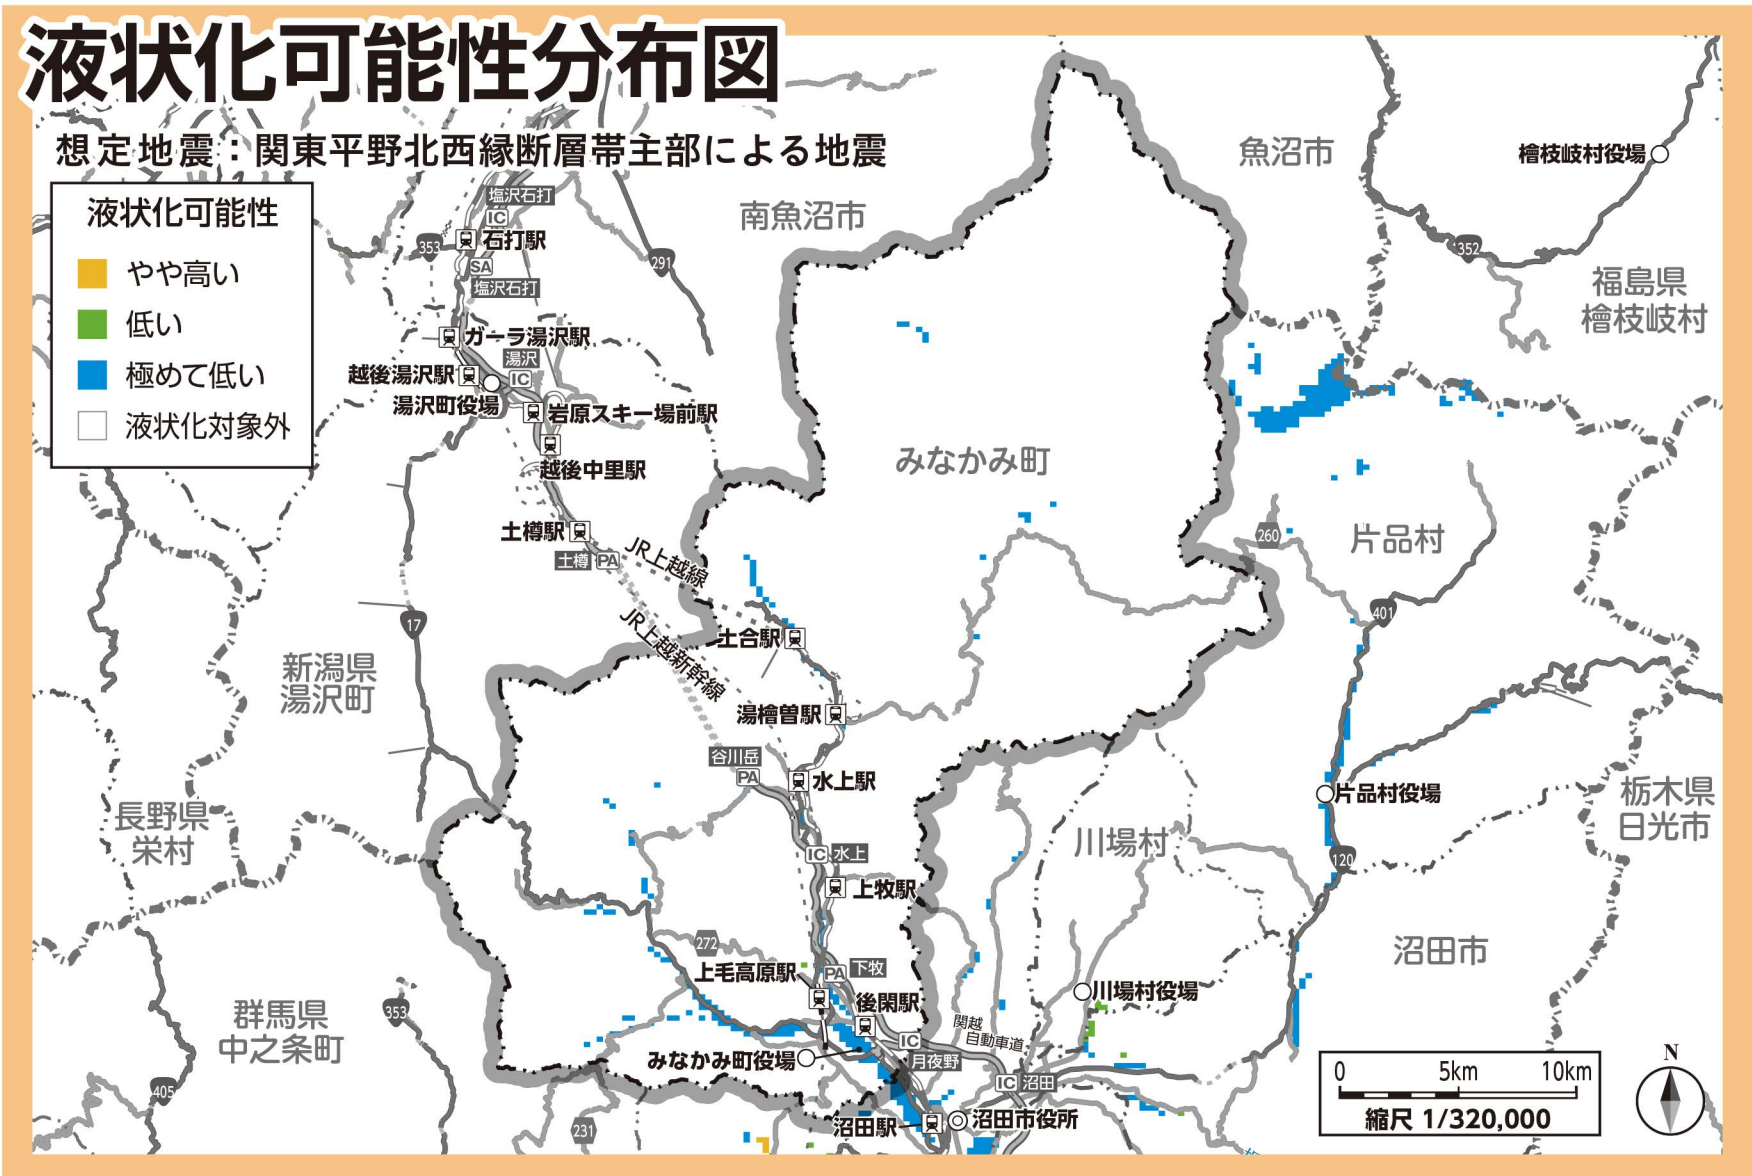 液状化可能性分布図
想定地震：関東平野北西縁断層帯主部による地震
液状化可能性
やや高い
低い
極めて低い
液状化対象外
塩沢石打
IC
石打駅
353
SA
塩沢石打
291
南魚沼市
魚沼市
檜枝岐村役場
352
福島県
檜枝岐村
ガーラ湯沢駅
湯沢
IC
越後湯沢駅
湯沢町役場
岩原スキー場前駅
越後中里駅
みなかみ町
土樽駅
土樽
PA
JR上越線
JR上越新幹線
260
片品村
401
17
土合駅
新潟県
湯沢町
湯檜曽駅
谷川岳
PA
水上駅
片品村役場
栃木県
日光市
長野県
栄村
川場村
IC
水上
120
上牧駅
272
沼田市
上毛高原駅
PA
下牧
後閑駅
川場村役場
群馬県
中之条町
353
関越
自動車道
IC
月夜野
みなかみ町役場
IC
沼田
405
231
沼田駅
沼田市役所
0
5km
10km
縮尺 1/320,000
N